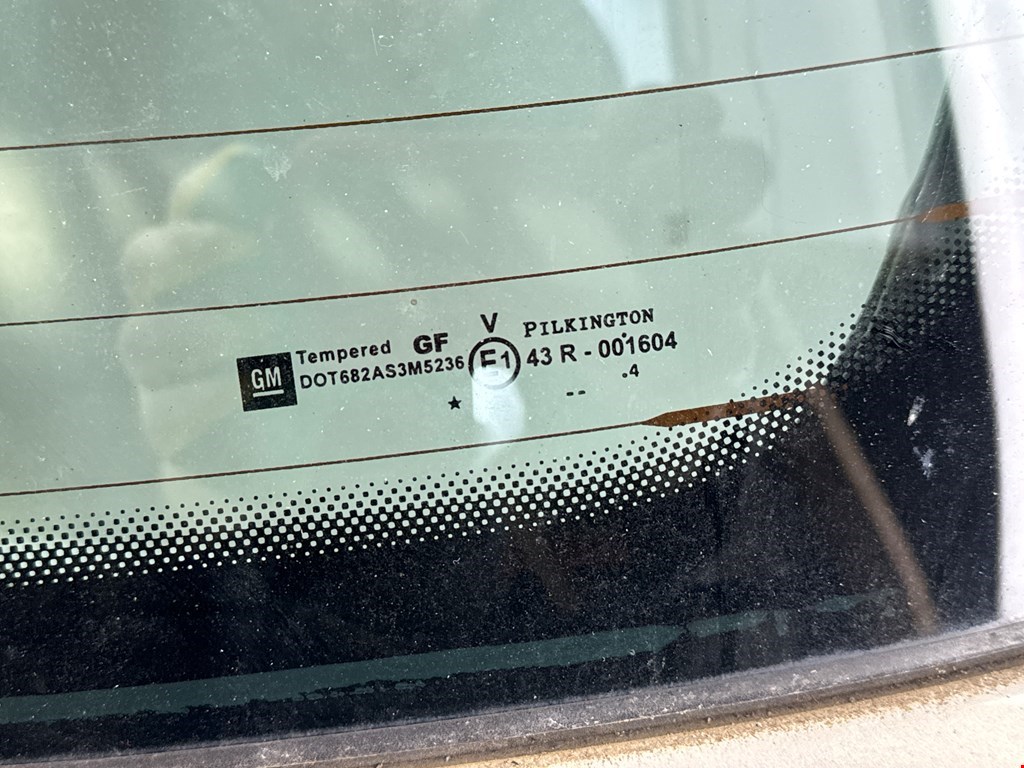 GM
Tempered GF V PILKINGTON
DOT682AS3M5236 E1 43 R - 001604
★ -- .4